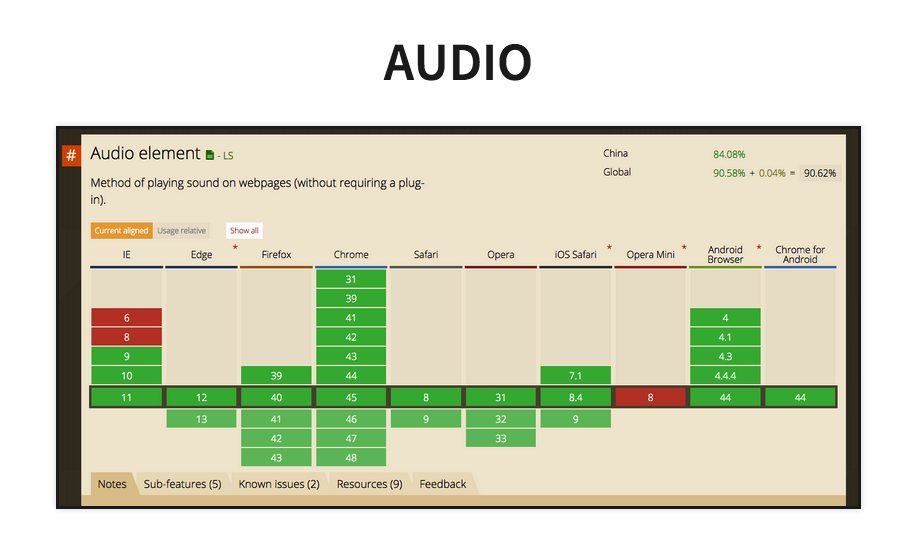 AUDIO
# Audio element - LS
China 84.08%
Global 90.58% + 0.04% = 90.62%
Method of playing sound on webpages (without requiring a plug-
in).
Current aligned Usage relative Show all
IE Edge * Firefox Chrome Safari Opera iOS Safari * Opera Mini * Android Browser * Chrome for Android
31
39
6 41 4
8 42 4.1
9 43 4.3
10 39 44 7.1 4.4.4
11 12 40 45 8 31 8.4 8 44 44
13 41 46 9 32 9
42 47 33
43 48
Notes Sub-features (5) Known issues (2) Resources (9) Feedback